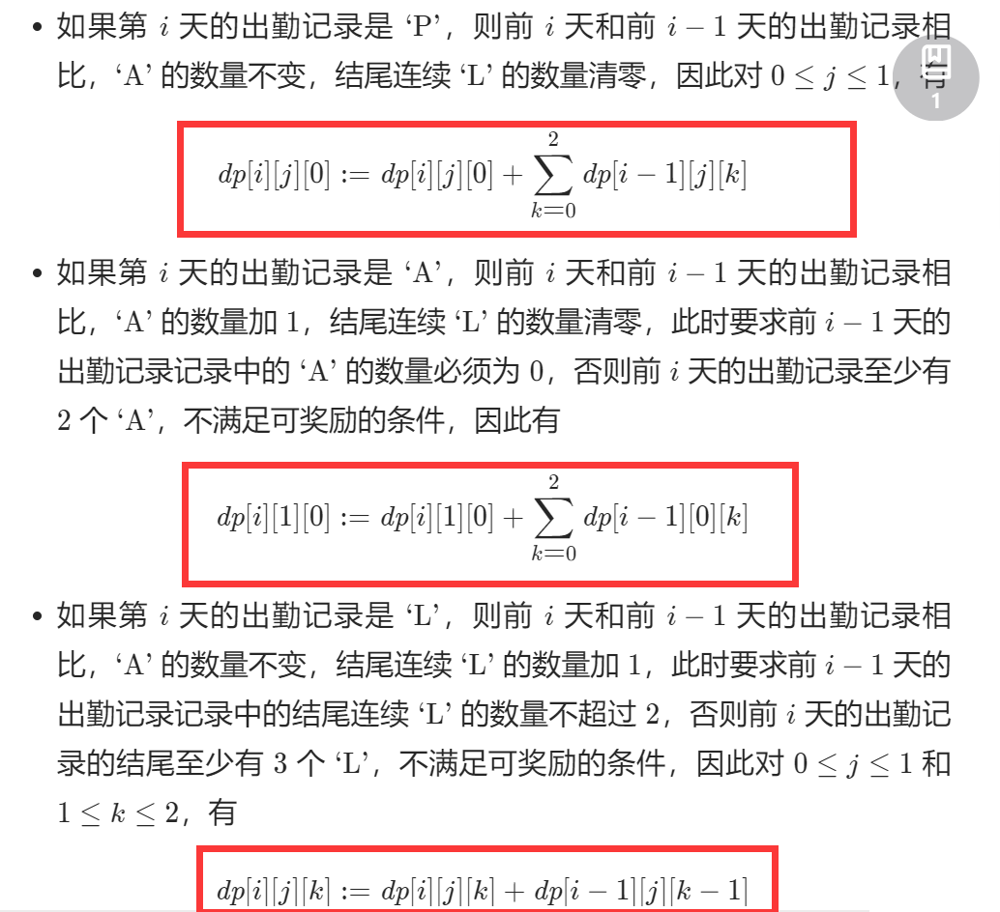 • 如果第 i 天的出勤记录是 ‘P’，则前 i 天和前 i − 1 天的出勤记录相
比，‘A’ 的数量不变，结尾连续 ‘L’ 的数量清零，因此对 0 ≤ j ≤ 1，有
1
dp[i][j][0] := dp[i][j][0] + ∑_{k=0}^{2} dp[i − 1][j][k]
• 如果第 i 天的出勤记录是 ‘A’，则前 i 天和前 i − 1 天的出勤记录相
比，‘A’ 的数量加 1，结尾连续 ‘L’ 的数量清零，此时要求前 i − 1 天的
出勤记录记录中的 ‘A’ 的数量必须为 0，否则前 i 天的出勤记录至少有
2 个 ‘A’，不满足可奖励的条件，因此有
dp[i][1][0] := dp[i][1][0] + ∑_{k=0}^{2} dp[i − 1][0][k]
• 如果第 i 天的出勤记录是 ‘L’，则前 i 天和前 i − 1 天的出勤记录相
比，‘A’ 的数量不变，结尾连续 ‘L’ 的数量加 1，此时要求前 i − 1 天的
出勤记录记录中的结尾连续 ‘L’ 的数量不超过 2，否则前 i 天的出勤记
录的结尾至少有 3 个 ‘L’，不满足可奖励的条件，因此对 0 ≤ j ≤ 1 和
1 ≤ k ≤ 2，有
dp[i][j][k] := dp[i][j][k] + dp[i − 1][j][k − 1]